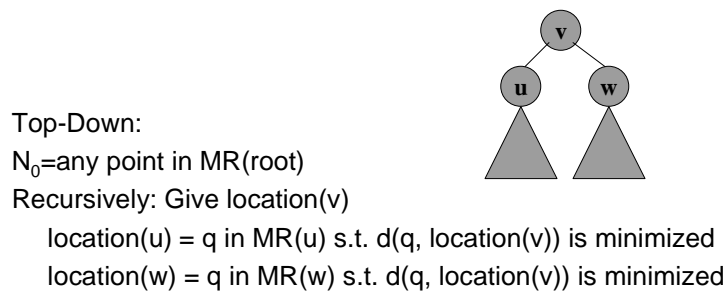 v
u w
Top-Down:
N₀=any point in MR(root)
Recursively: Give location(v)
location(u) = q in MR(u) s.t. d(q, location(v)) is minimized
location(w) = q in MR(w) s.t. d(q, location(v)) is minimized